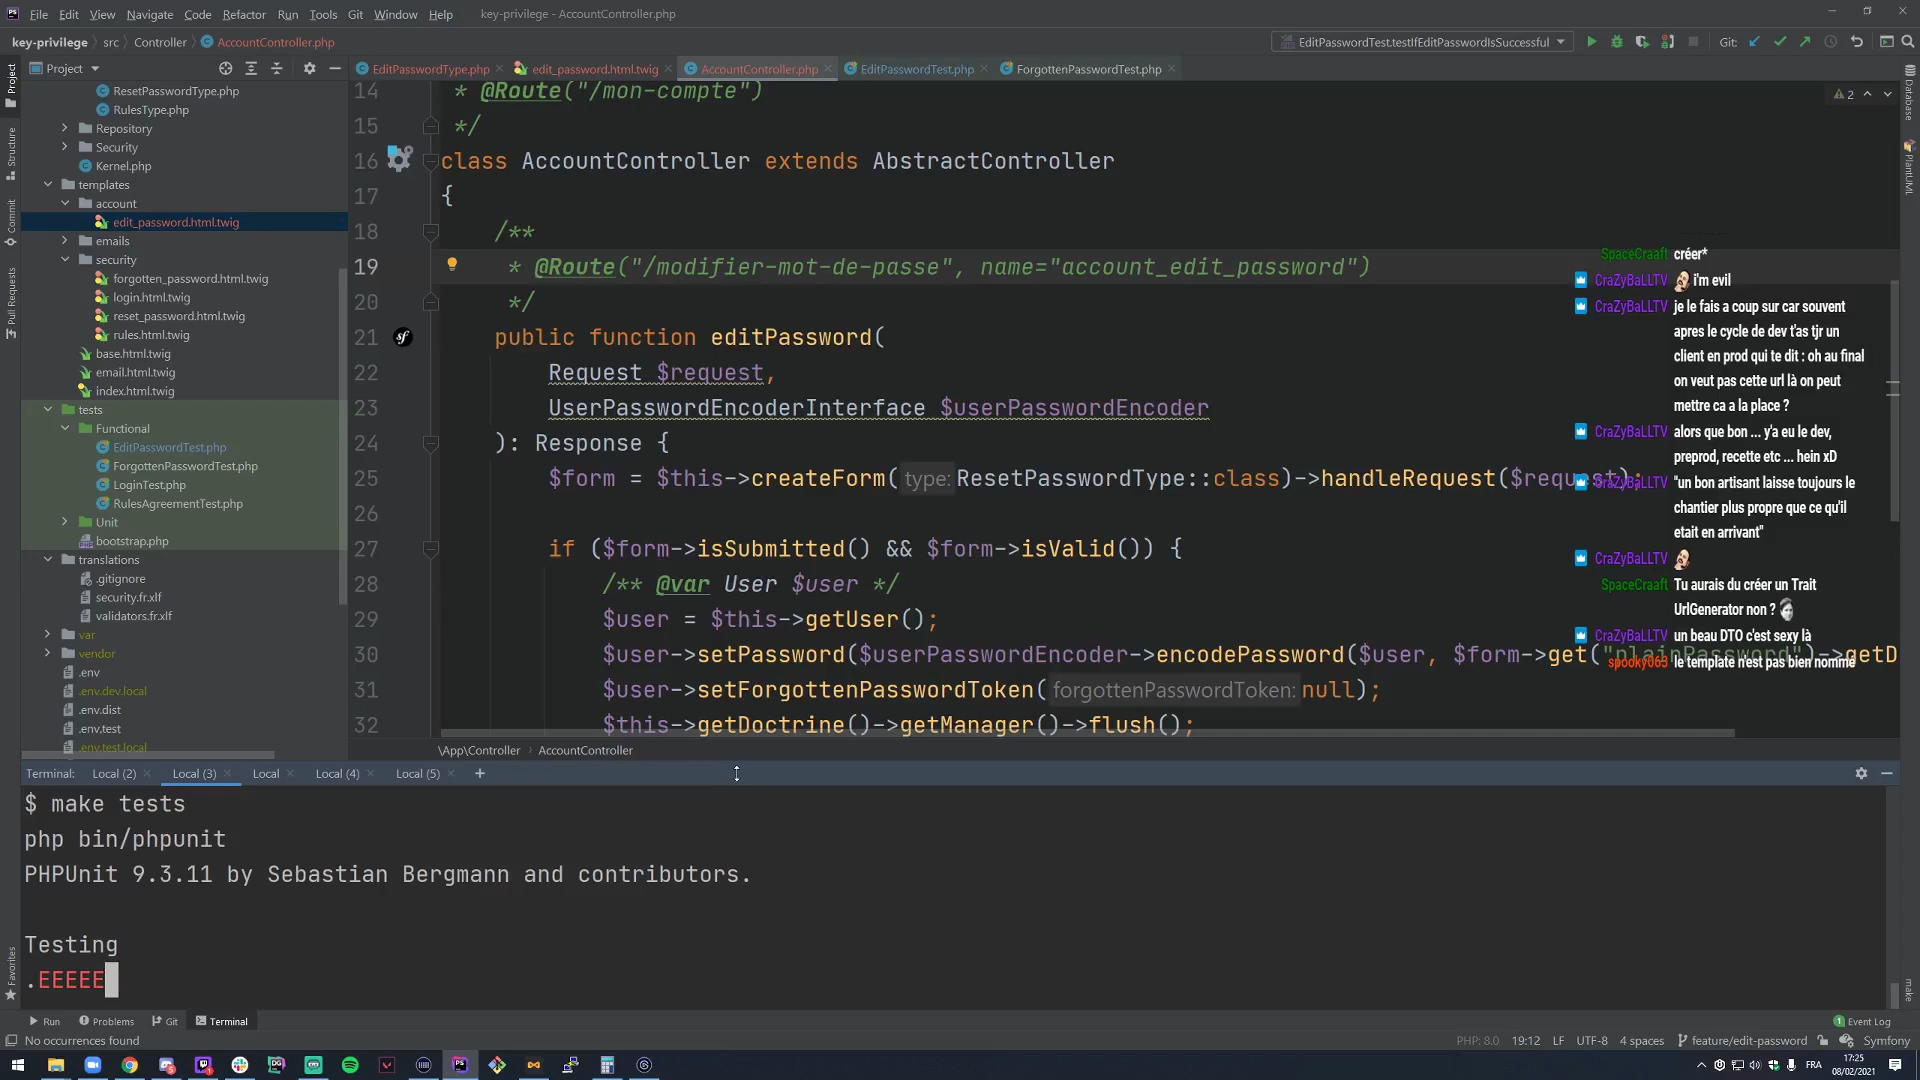 File Edit View Navigate Code Refactor Run Tools Git Window Help key-privilege - AccountController.php
key-privilege src Controller AccountController.php EditPasswordTest.testIfEditPasswordIsSuccessful Git:
Project EditPasswordType.php edit_password.html.twig AccountController.php EditPasswordTest.php ForgottenPasswordTest.php
Project
Structure
Commit
Pull Requests
Favorites
ResetPasswordType.php
RulesType.php
Repository
Security
Kernel.php
templates
account
edit_password.html.twig
emails
security
forgotten_password.html.twig
login.html.twig
reset_password.html.twig
rules.html.twig
base.html.twig
email.html.twig
index.html.twig
tests
Functional
EditPasswordTest.php
ForgottenPasswordTest.php
LoginTest.php
RulesAgreementTest.php
Unit
bootstrap.php
translations
.gitignore
security.fr.xlf
validators.fr.xlf
var
vendor
.env
.env.dev.local
.env.dist
.env.test
.env.test.local
2
14 * @Route("/mon-compte")
15 */
16 class AccountController extends AbstractController
17 {
18 /**
19 * @Route("/modifier-mot-de-passe", name="account_edit_password")
20 */
21 public function editPassword(
22 Request $request,
23 UserPasswordEncoderInterface $userPasswordEncoder
24 ): Response {
25 $form = $this->createForm( type: ResetPasswordType::class)->handleRequest($request);
26
27 if ($form->isSubmitted() && $form->isValid()) {
28 /** @var User $user */
29 $user = $this->getUser();
30 $user->setPassword($userPasswordEncoder->encodePassword($user, $form->get("plainPassword")->getD
31 $user->setForgottenPasswordToken( forgottenPasswordToken: null);
32 $this->getDoctrine()->getManager()->flush();
\App\Controller AccountController
SpaceCraaft créer*
CraZyBaLLTV i'm evil
CraZyBaLLTV je le fais a coup sur car souvent
apres le cycle de dev t'as tjr un
client en prod qui te dit : oh au final
on veut pas cette url là on peut
mettre ca a la place ?
CraZyBaLLTV alors que bon ... y'a eu le dev,
preprod, recette etc ... hein xD
CraZyBaLLTV "un bon artisant laisse toujours le
chantier plus propre que ce qu'il
etait en arrivant"
CraZyBaLLTV
SpaceCraaft Tu aurais du créer un Trait
UrlGenerator non ?
CraZyBaLLTV un beau DTO c'est sexy là
spooky063 le template n'est pas bien nommé
Database
PlantUML
make
Terminal: Local (2) Local (3) Local Local (4) Local (5) +
$ make tests
php bin/phpunit
PHPUnit 9.3.11 by Sebastian Bergmann and contributors.
Testing
.EEEEE
Run Problems Git Terminal Event Log
No occurrences found PHP: 8.0 19:12 LF UTF-8 4 spaces feature/edit-password Symfony
FRA 17:25
08/02/2021